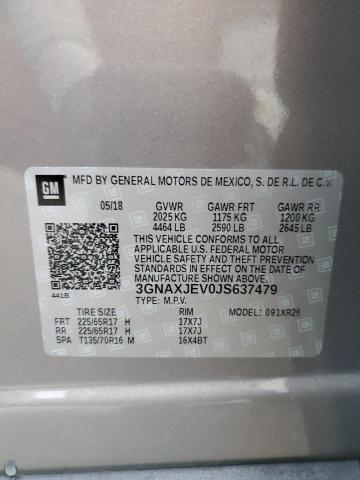 GM
MFD BY GENERAL MOTORS DE MEXICO, S. DE R.L. DE C.V.
05/18 GVWR GAWR FRT GAWR RR
2025 KG 1175 KG 1200 KG
4464 LB 2590 LB 2645 LB
THIS VEHICLE CONFORMS TO ALL APPLICABLE
U.S. FEDERAL MOTOR
VEHICLE SAFETY AND THEFT PREVENTION
STANDARDS IN EFFECT ON THE DATE OF
MANUFACTURE SHOWN ABOVE.
3GNAXJEV0JS637479
441B
TYPE: M.P.V.
TIRE SIZE RIM MODEL: 091XR26
FRT 225/65R17 H 17X7J
RR 225/65R17 H 17X7J
SPA T135/70R16 M 16X4BT